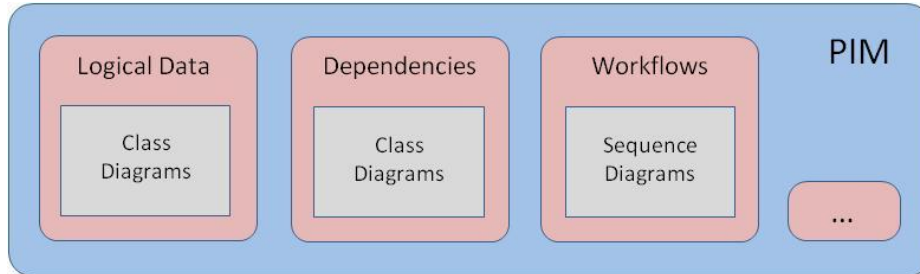 Logical Data
Class
Diagrams
Dependencies
Class
Diagrams
Workflows
Sequence
Diagrams
PIM
...